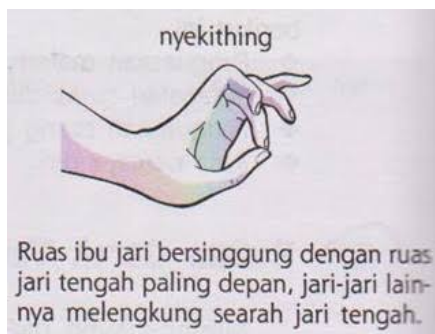 nyekithing
Ruas ibu jari bersinggung dengan ruas
jari tengah paling depan, jari-jari lain-
nya melengkung searah jari tengah.